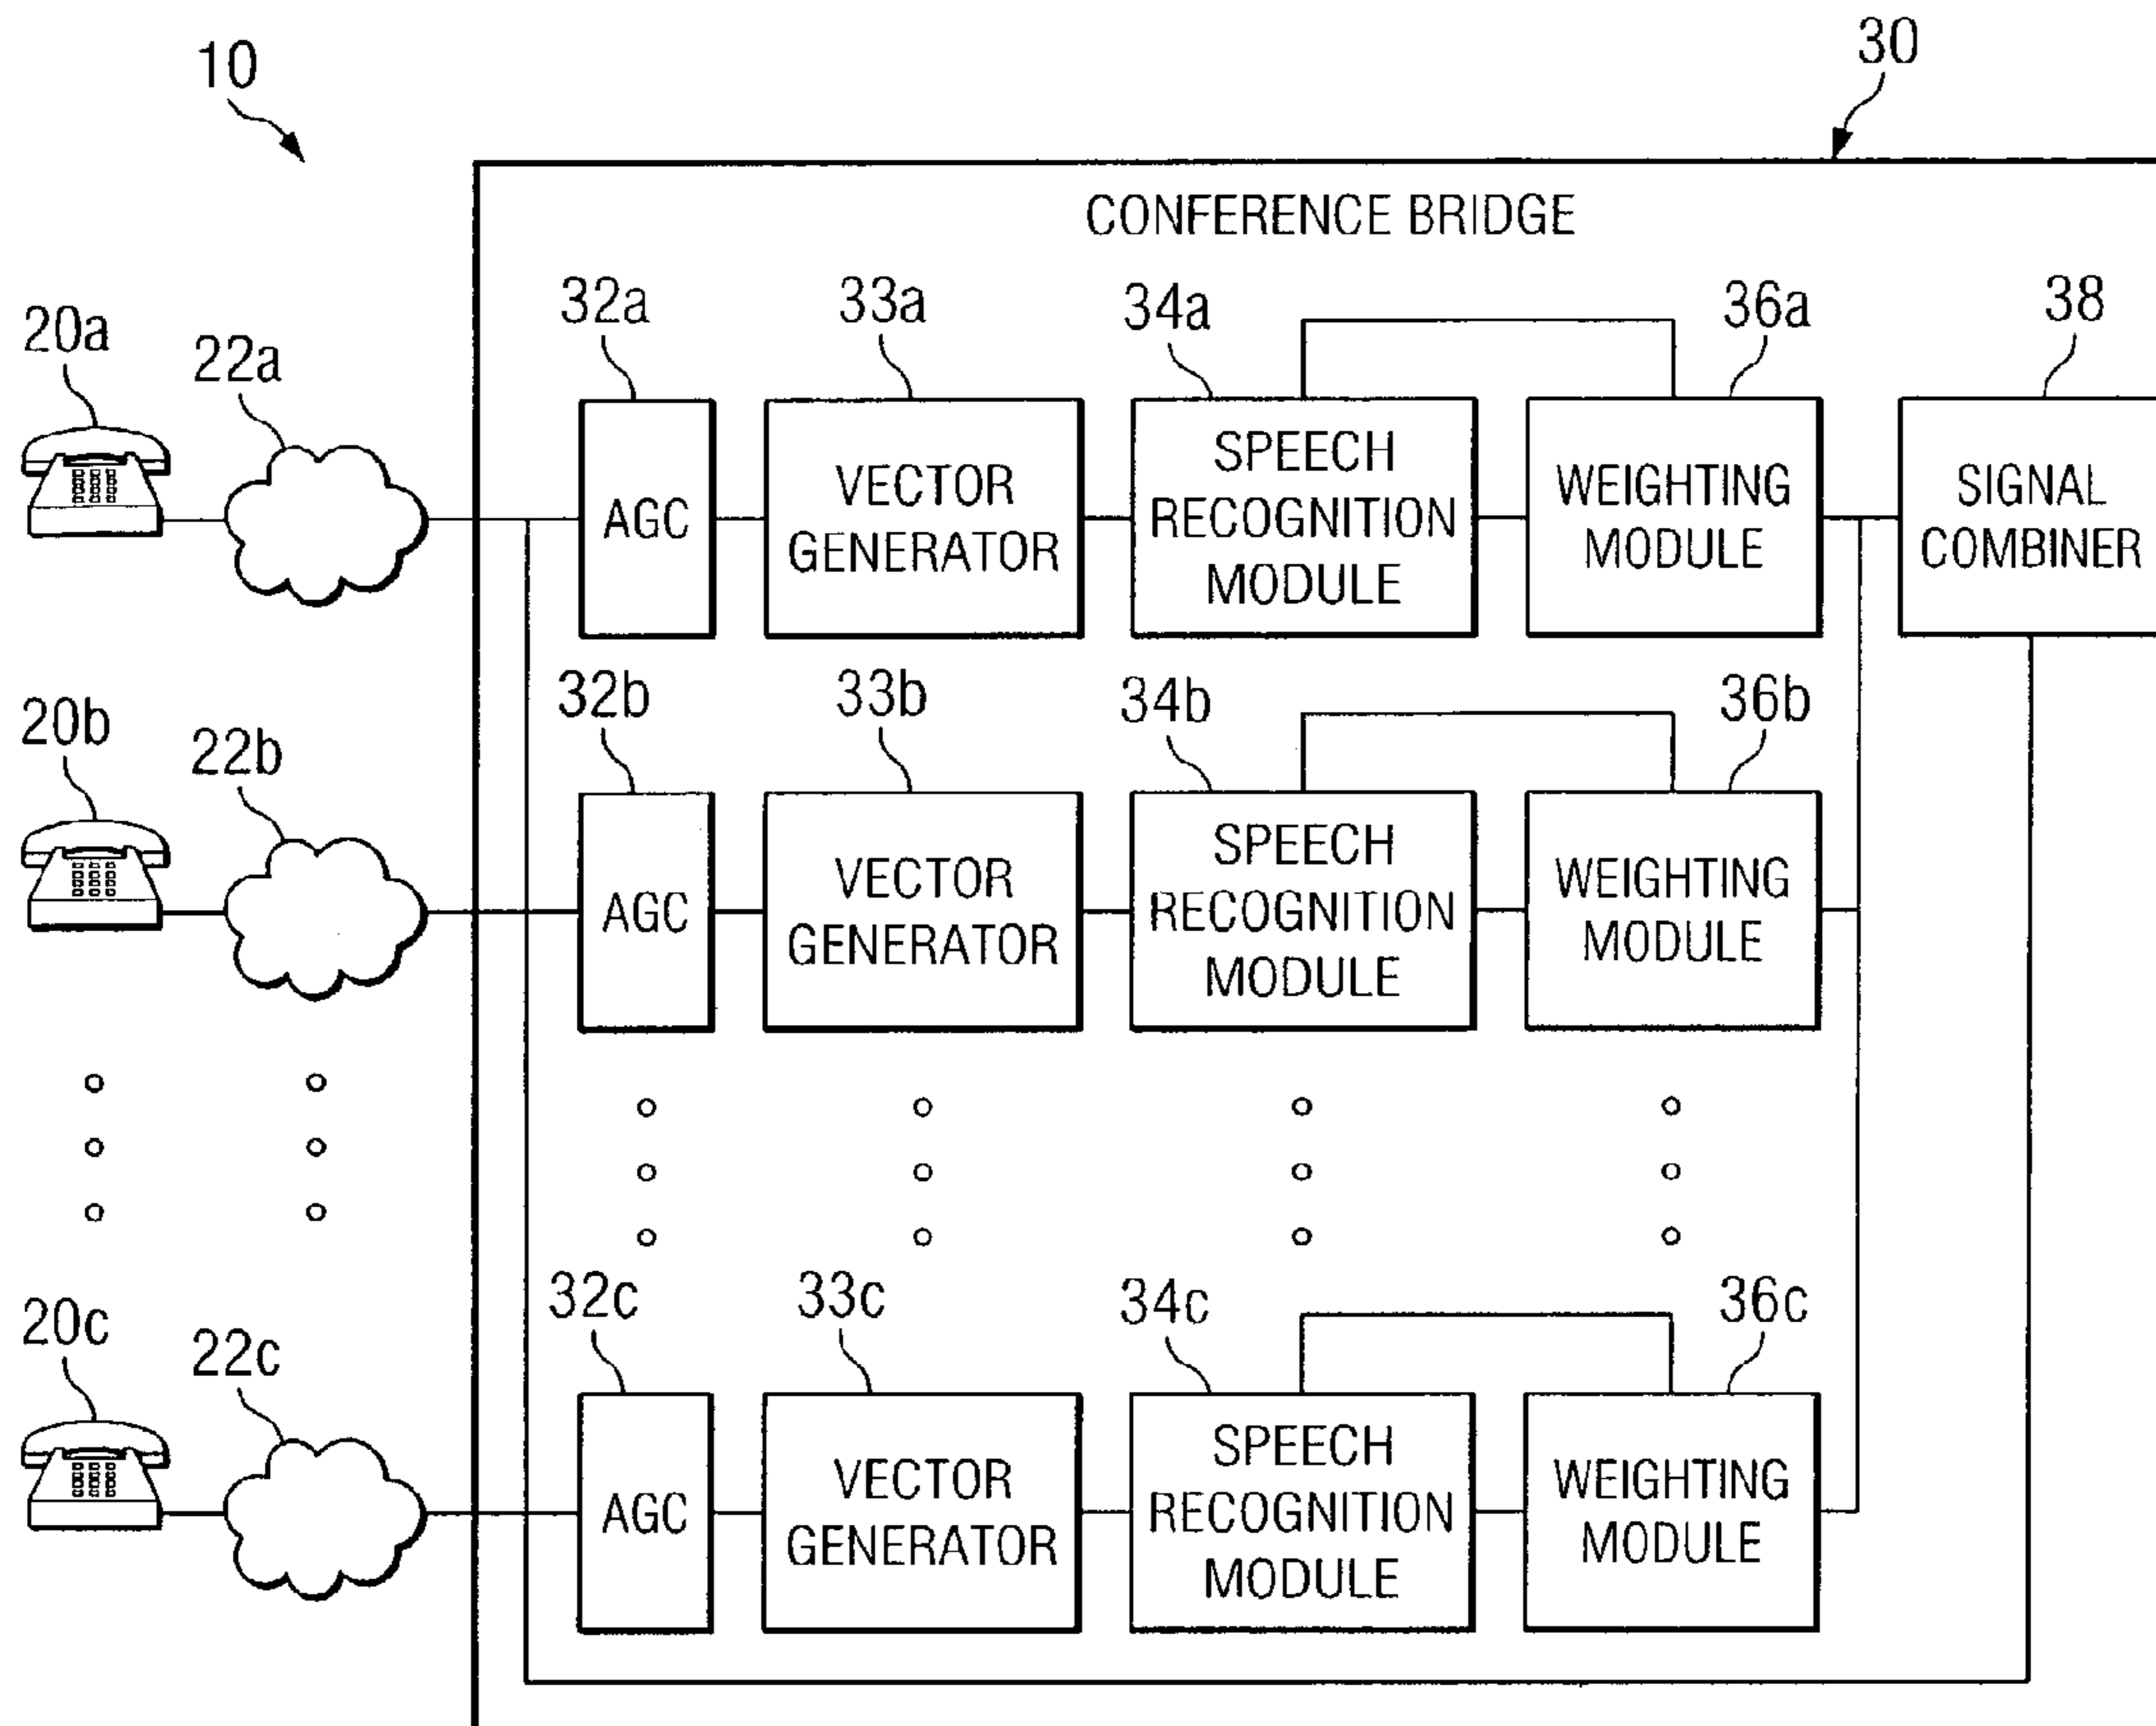 10
30
CONFERENCE BRIDGE
20a
22a
32a
33a
34a
36a
38
AGC
VECTOR
GENERATOR
SPEECH
RECOGNITION
MODULE
WEIGHTING
MODULE
SIGNAL
COMBINER
20b
22b
32b
33b
34b
36b
AGC
VECTOR
GENERATOR
SPEECH
RECOGNITION
MODULE
WEIGHTING
MODULE
20c
22c
32c
33c
34c
36c
AGC
VECTOR
GENERATOR
SPEECH
RECOGNITION
MODULE
WEIGHTING
MODULE